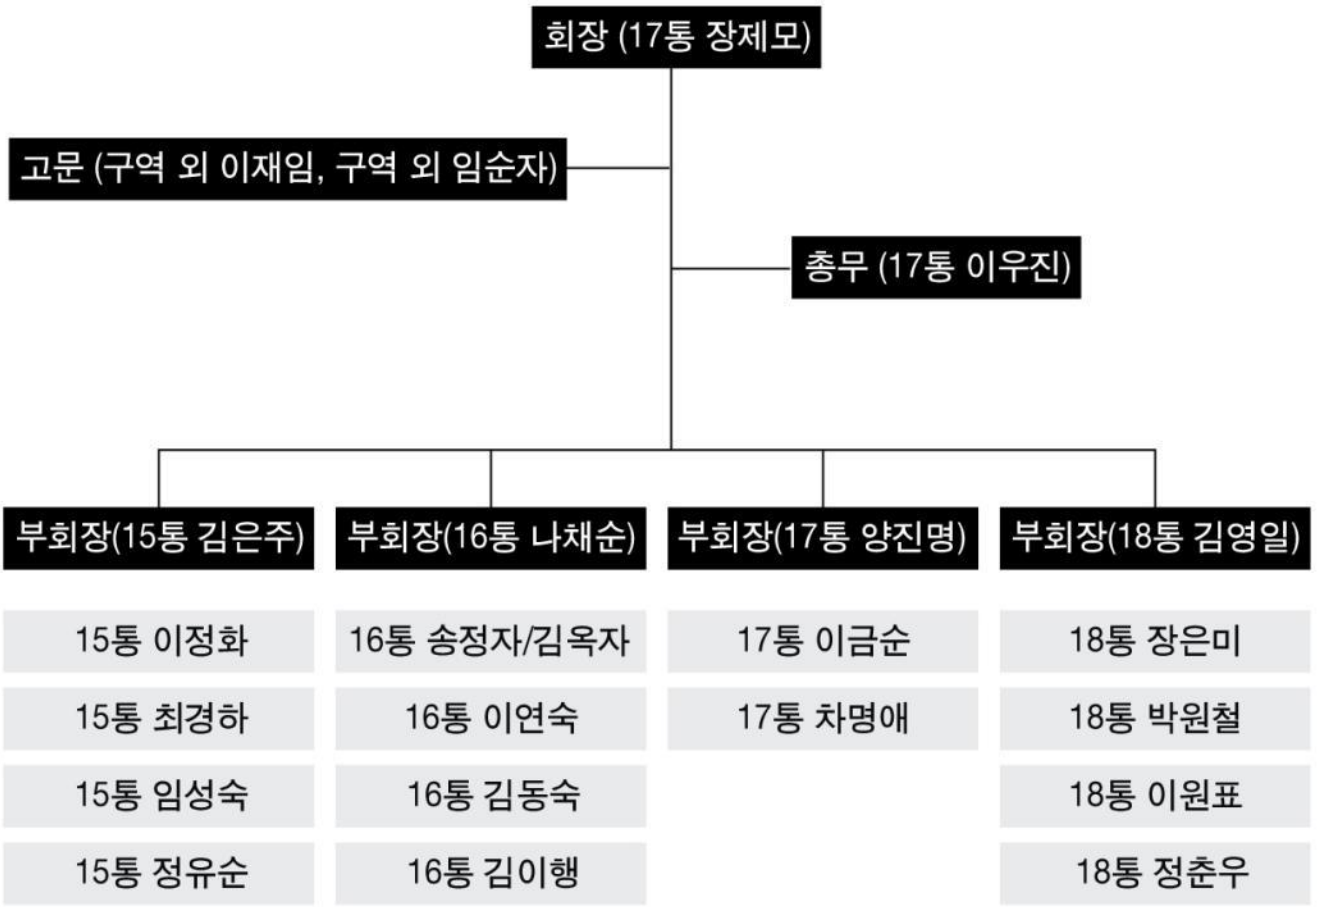 회장 (17통 장제모)
고문 (구역 외 이재임, 구역 외 임순자)
총무 (17통 이우진)
부회장(15통 김은주)
부회장(16통 나채순)
부회장(17통 양진명)
부회장(18통 김영일)
15통 이정화
16통 송정자/김옥자
17통 이금순
18통 장은미
15통 최경하
16통 이연숙
17통 차명애
18통 박원철
15통 임성숙
16통 김동숙
18통 이원표
15통 정유순
16통 김이행
18통 정춘우